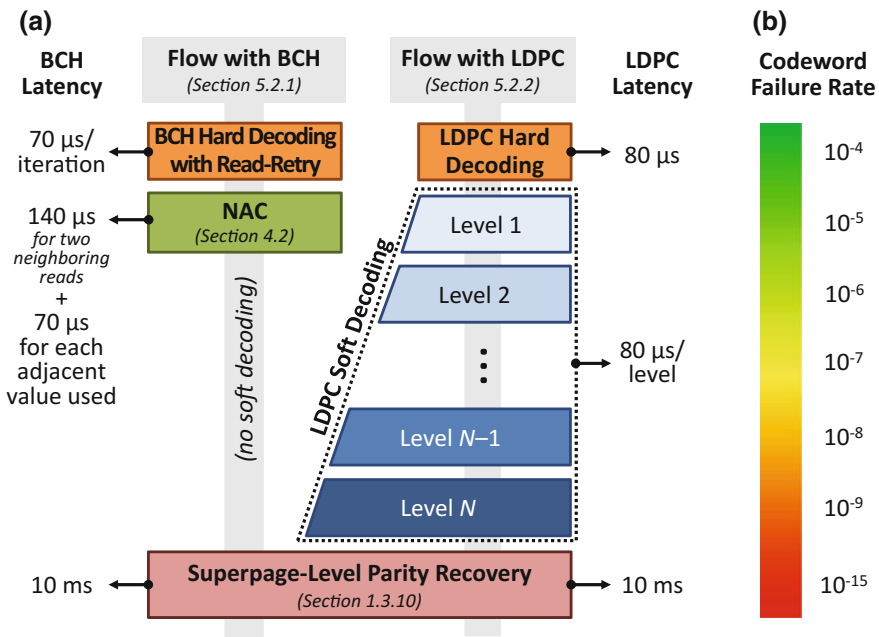 (a)
(b)
BCH
Latency
Flow with BCH
(Section 5.2.1)
Flow with LDPC
(Section 5.2.2)
LDPC
Latency
Codeword
Failure Rate
70 µs/
iteration
BCH Hard Decoding
with Read-Retry
LDPC Hard
Decoding
80 µs
140 µs
for two
neighboring
reads
+
70 µs
for each
adjacent
value used
NAC
(Section 4.2)
(no soft decoding)
LDPC Soft Decoding
Level 1
Level 2
⋮
Level N–1
Level N
80 µs/
level
10 ms
Superpage-Level Parity Recovery
(Section 1.3.10)
10 ms
10⁻⁴
10⁻⁵
10⁻⁶
10⁻⁷
10⁻⁸
10⁻⁹
10⁻¹⁵